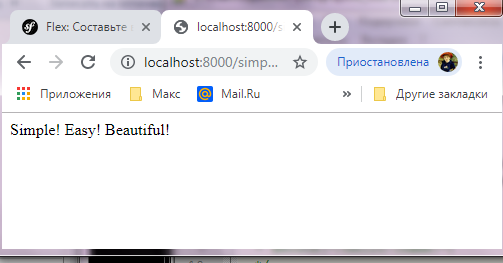 Flex: Составьте
localhost:8000/s
localhost:8000/simp...
Приостановлена
Приложения
Макс
Mail.Ru
»
Другие закладки
Simple! Easy! Beautiful!